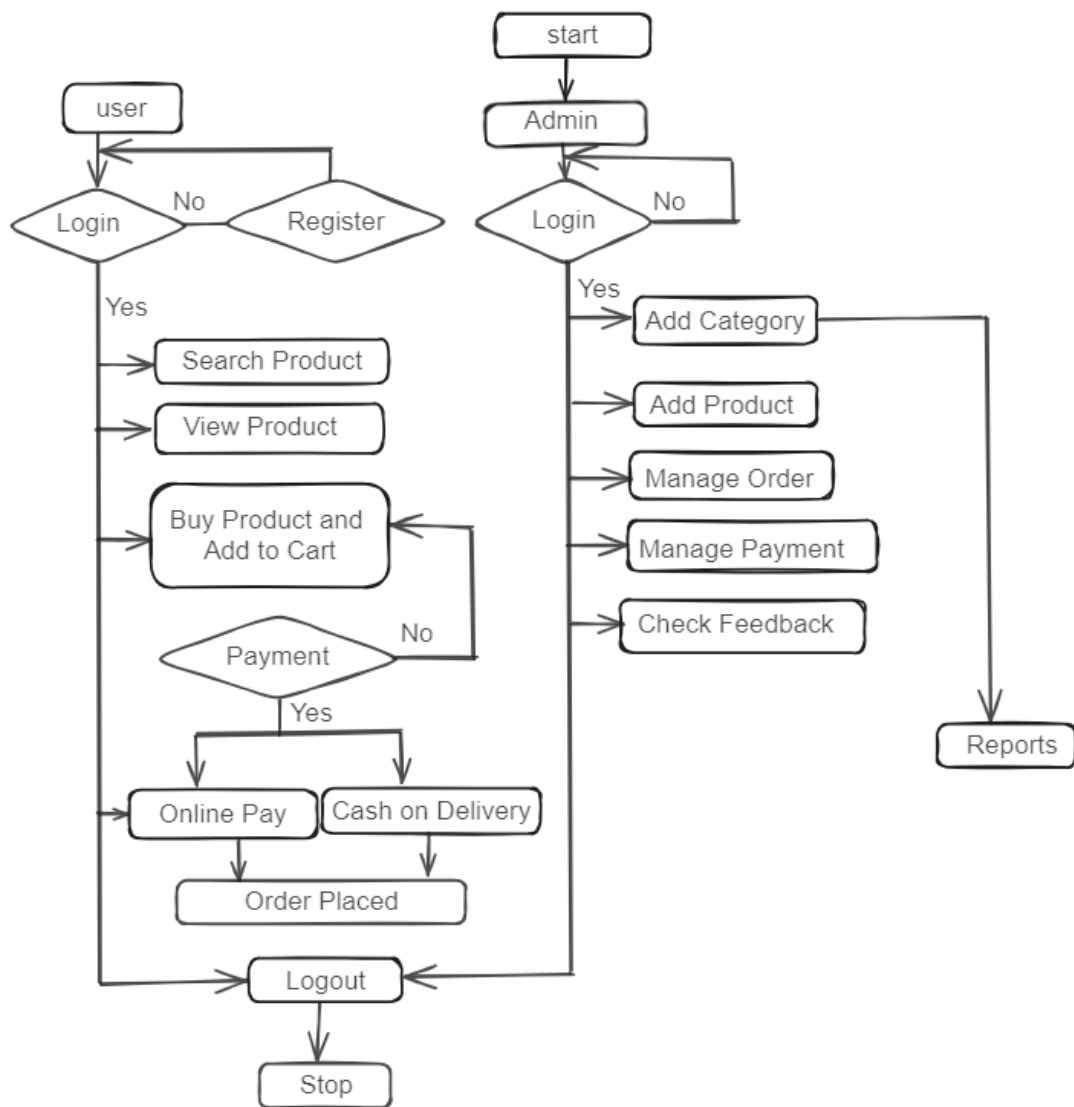 start
user
Admin
Login
No
Register
Login
No
Yes
Search Product
View Product
Buy Product and
Add to Cart
Payment
No
Yes
Online Pay
Cash on Delivery
Order Placed
Yes
Add Category
Add Product
Manage Order
Manage Payment
Check Feedback
Reports
Logout
Stop